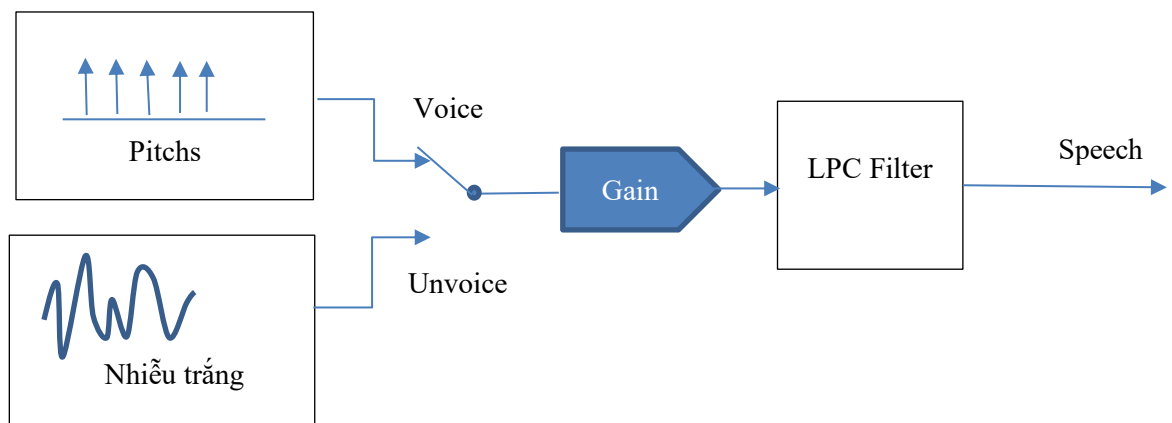 Pitchs
Voice
Gain
LPC Filter
Speech
Unvoice
Nhiễu trắng